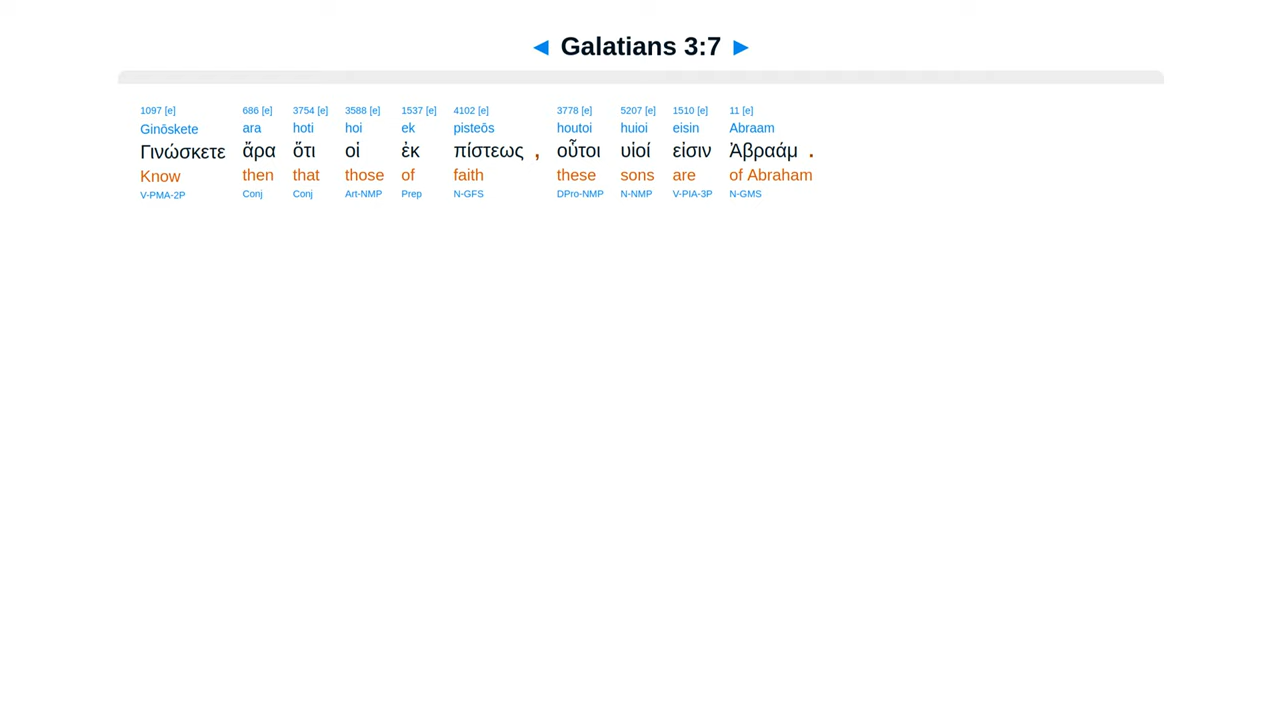 ◄ Galatians 3:7 ►
1097 [e] 686 [e] 3754 [e] 3588 [e] 1537 [e] 4102 [e] 3778 [e] 5207 [e] 1510 [e] 11 [e]
Ginōskete ara hoti hoi ek pisteōs houtoi huioi eisin Abraam
Γινώσκετε ἄρα ὅτι οἱ ἐκ πίστεως , οὗτοι υἱοί εἰσιν Ἀβραάμ .
Know then that those of faith these sons are of Abraham
V-PMA-2P Conj Conj Art-NMP Prep N-GFS DPro-NMP N-NMP V-PIA-3P N-GMS